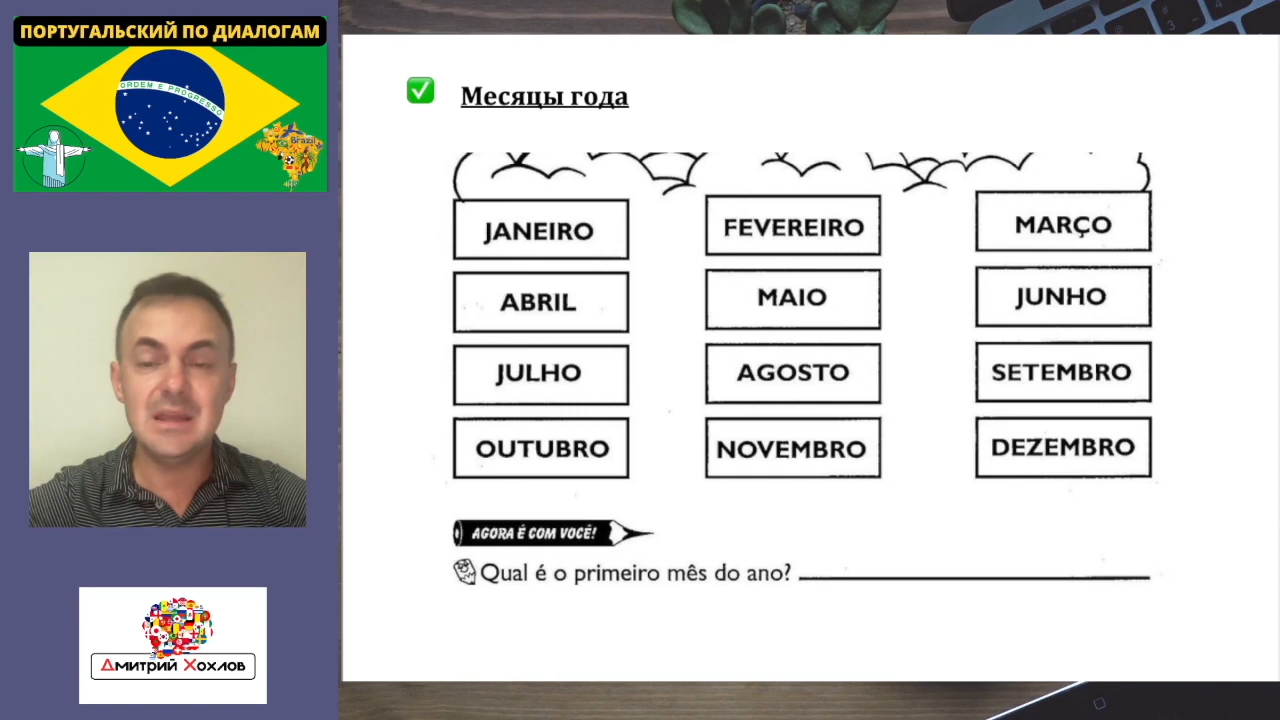 ПОРТУГАЛЬСКИЙ ПО ДИАЛОГАМ
ORDEM E PROGRESSO
Brazil
Дмитрий Хохлов
Месяцы года
JANEIRO FEVEREIRO MARÇO
ABRIL MAIO JUNHO
JULHO AGOSTO SETEMBRO
OUTUBRO NOVEMBRO DEZEMBRO
AGORA É COM VOCÊ!
Qual é o primeiro mês do ano?